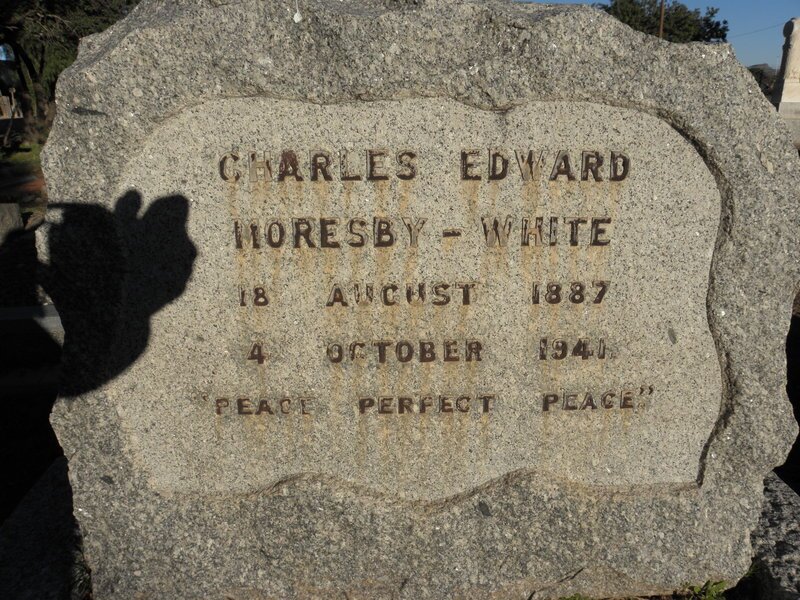 CHARLES EDWARD
MORESBY - WHITE
18 AUGUST 1887
4 OCTOBER 1941.
"PEACE PERFECT PEACE"